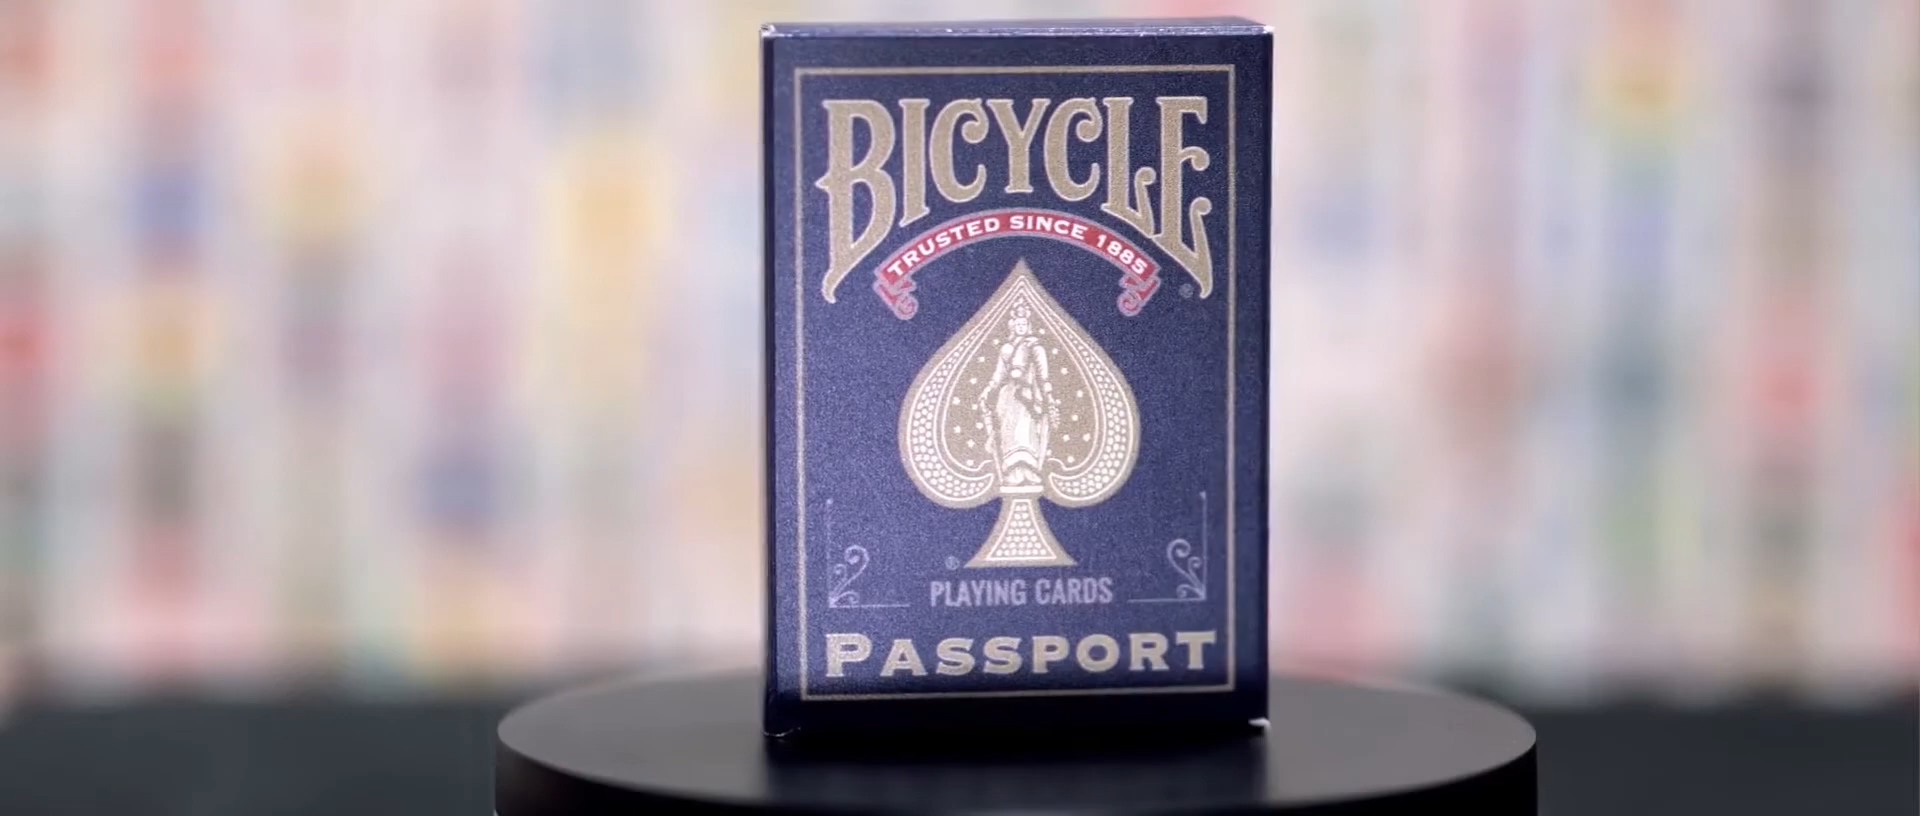 BICYCLE
TRUSTED SINCE 1885
®
®
PLAYING CARDS
PASSPORT